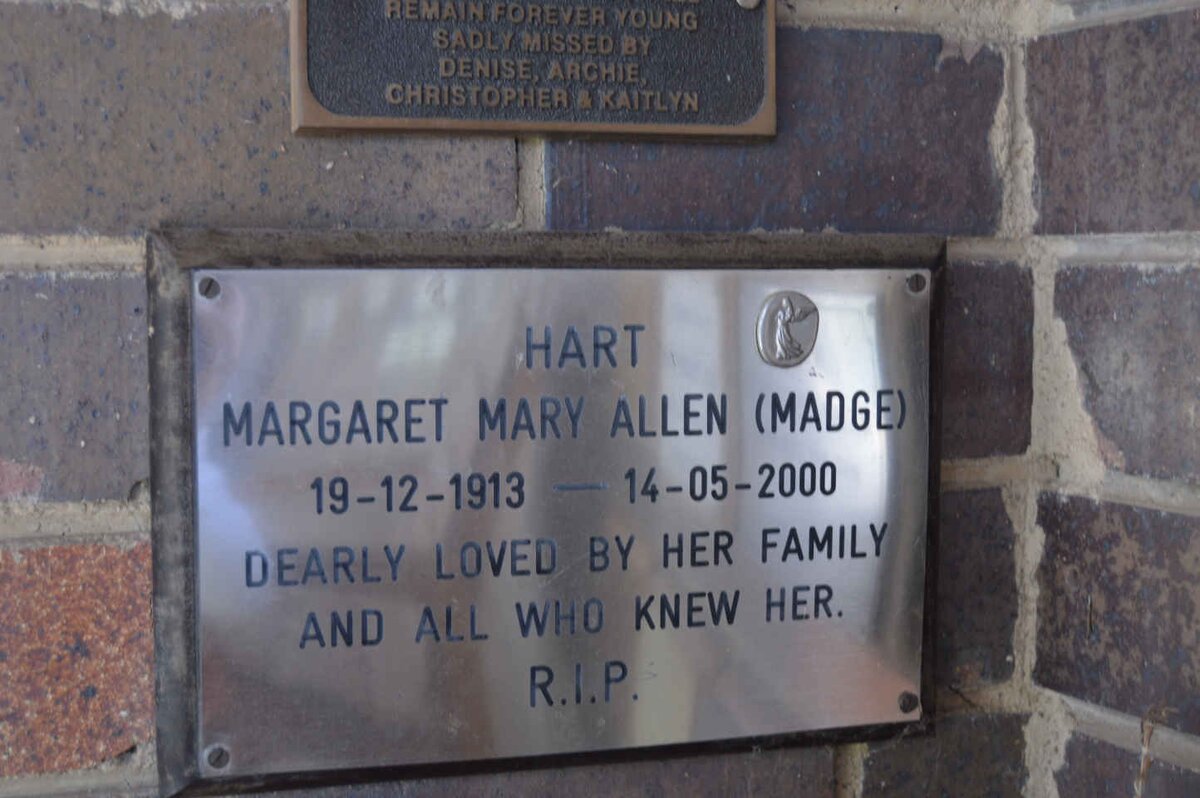 REMAIN FOREVER YOUNG
SADLY MISSED BY
DENISE, ARCHIE,
CHRISTOPHER & KAITLYN
HART
MARGARET MARY ALLEN (MADGE)
19-12-1913 — 14-05-2000
DEARLY LOVED BY HER FAMILY
AND ALL WHO KNEW HER.
R.I.P.